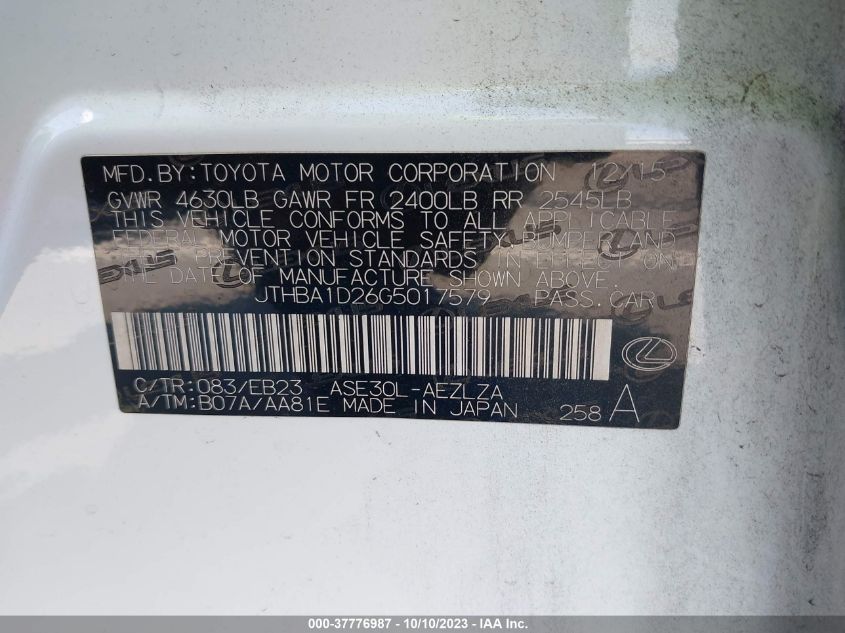 MFD.BY:TOYOTA MOTOR CORPORATION 12/15
GVWR 4630LB GAWR FR 2400LB RR 2545LB
THIS VEHICLE CONFORMS TO ALL APPLICABLE
FEDERAL MOTOR VEHICLE SAFETY, BUMPER, AND
THEFT PREVENTION STANDARDS IN EFFECT ON
THE DATE OF MANUFACTURE SHOWN ABOVE.
JTHBA1D26G5017579 PASS.CAR
C/TR:083/EB23 ASE30L-AEZLZA
A/TM:B07A/AA81E MADE IN JAPAN 258 A
000-37776987 - 10/10/2023 - IAA Inc.